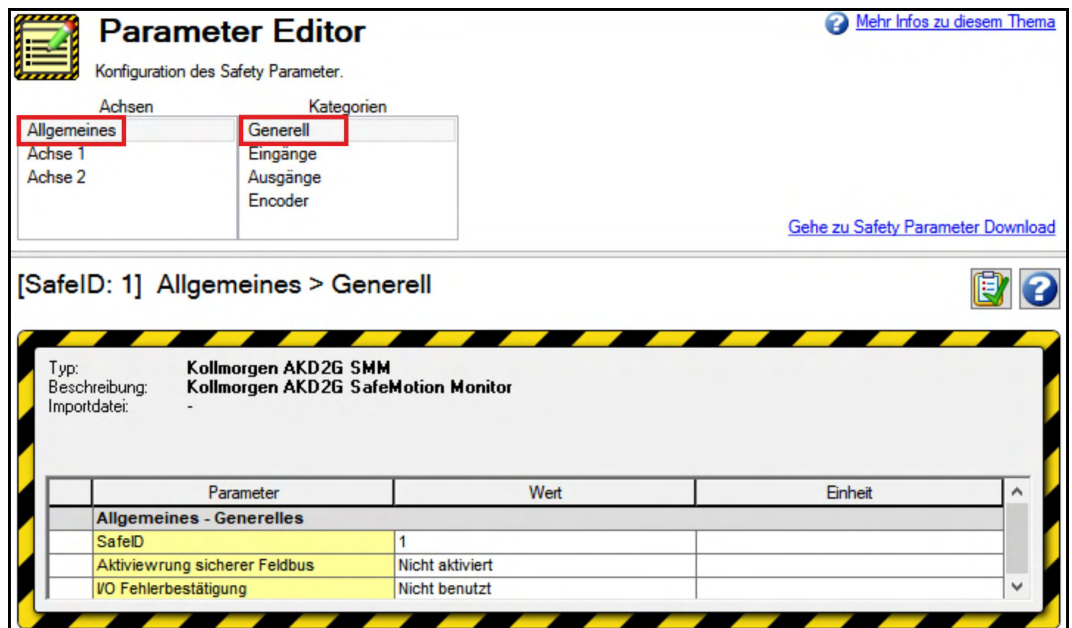 Parameter Editor
Mehr Infos zu diesem Thema
Konfiguration des Safety Parameter.
Achsen Kategorien
Allgemeines Generell
Achse 1 Eingänge
Achse 2 Ausgänge
Encoder
Gehe zu Safety Parameter Download
[SafeID: 1] Allgemeines > Generell
Typ: Kollmorgen AKD2G SMM
Beschreibung: Kollmorgen AKD2G SafeMotion Monitor
Importdatei: -
Parameter Wert Einheit
Allgemeines - Generelles
SafeID 1
Aktiviewrung sicherer Feldbus Nicht aktiviert
I/O Fehlerbestätigung Nicht benutzt